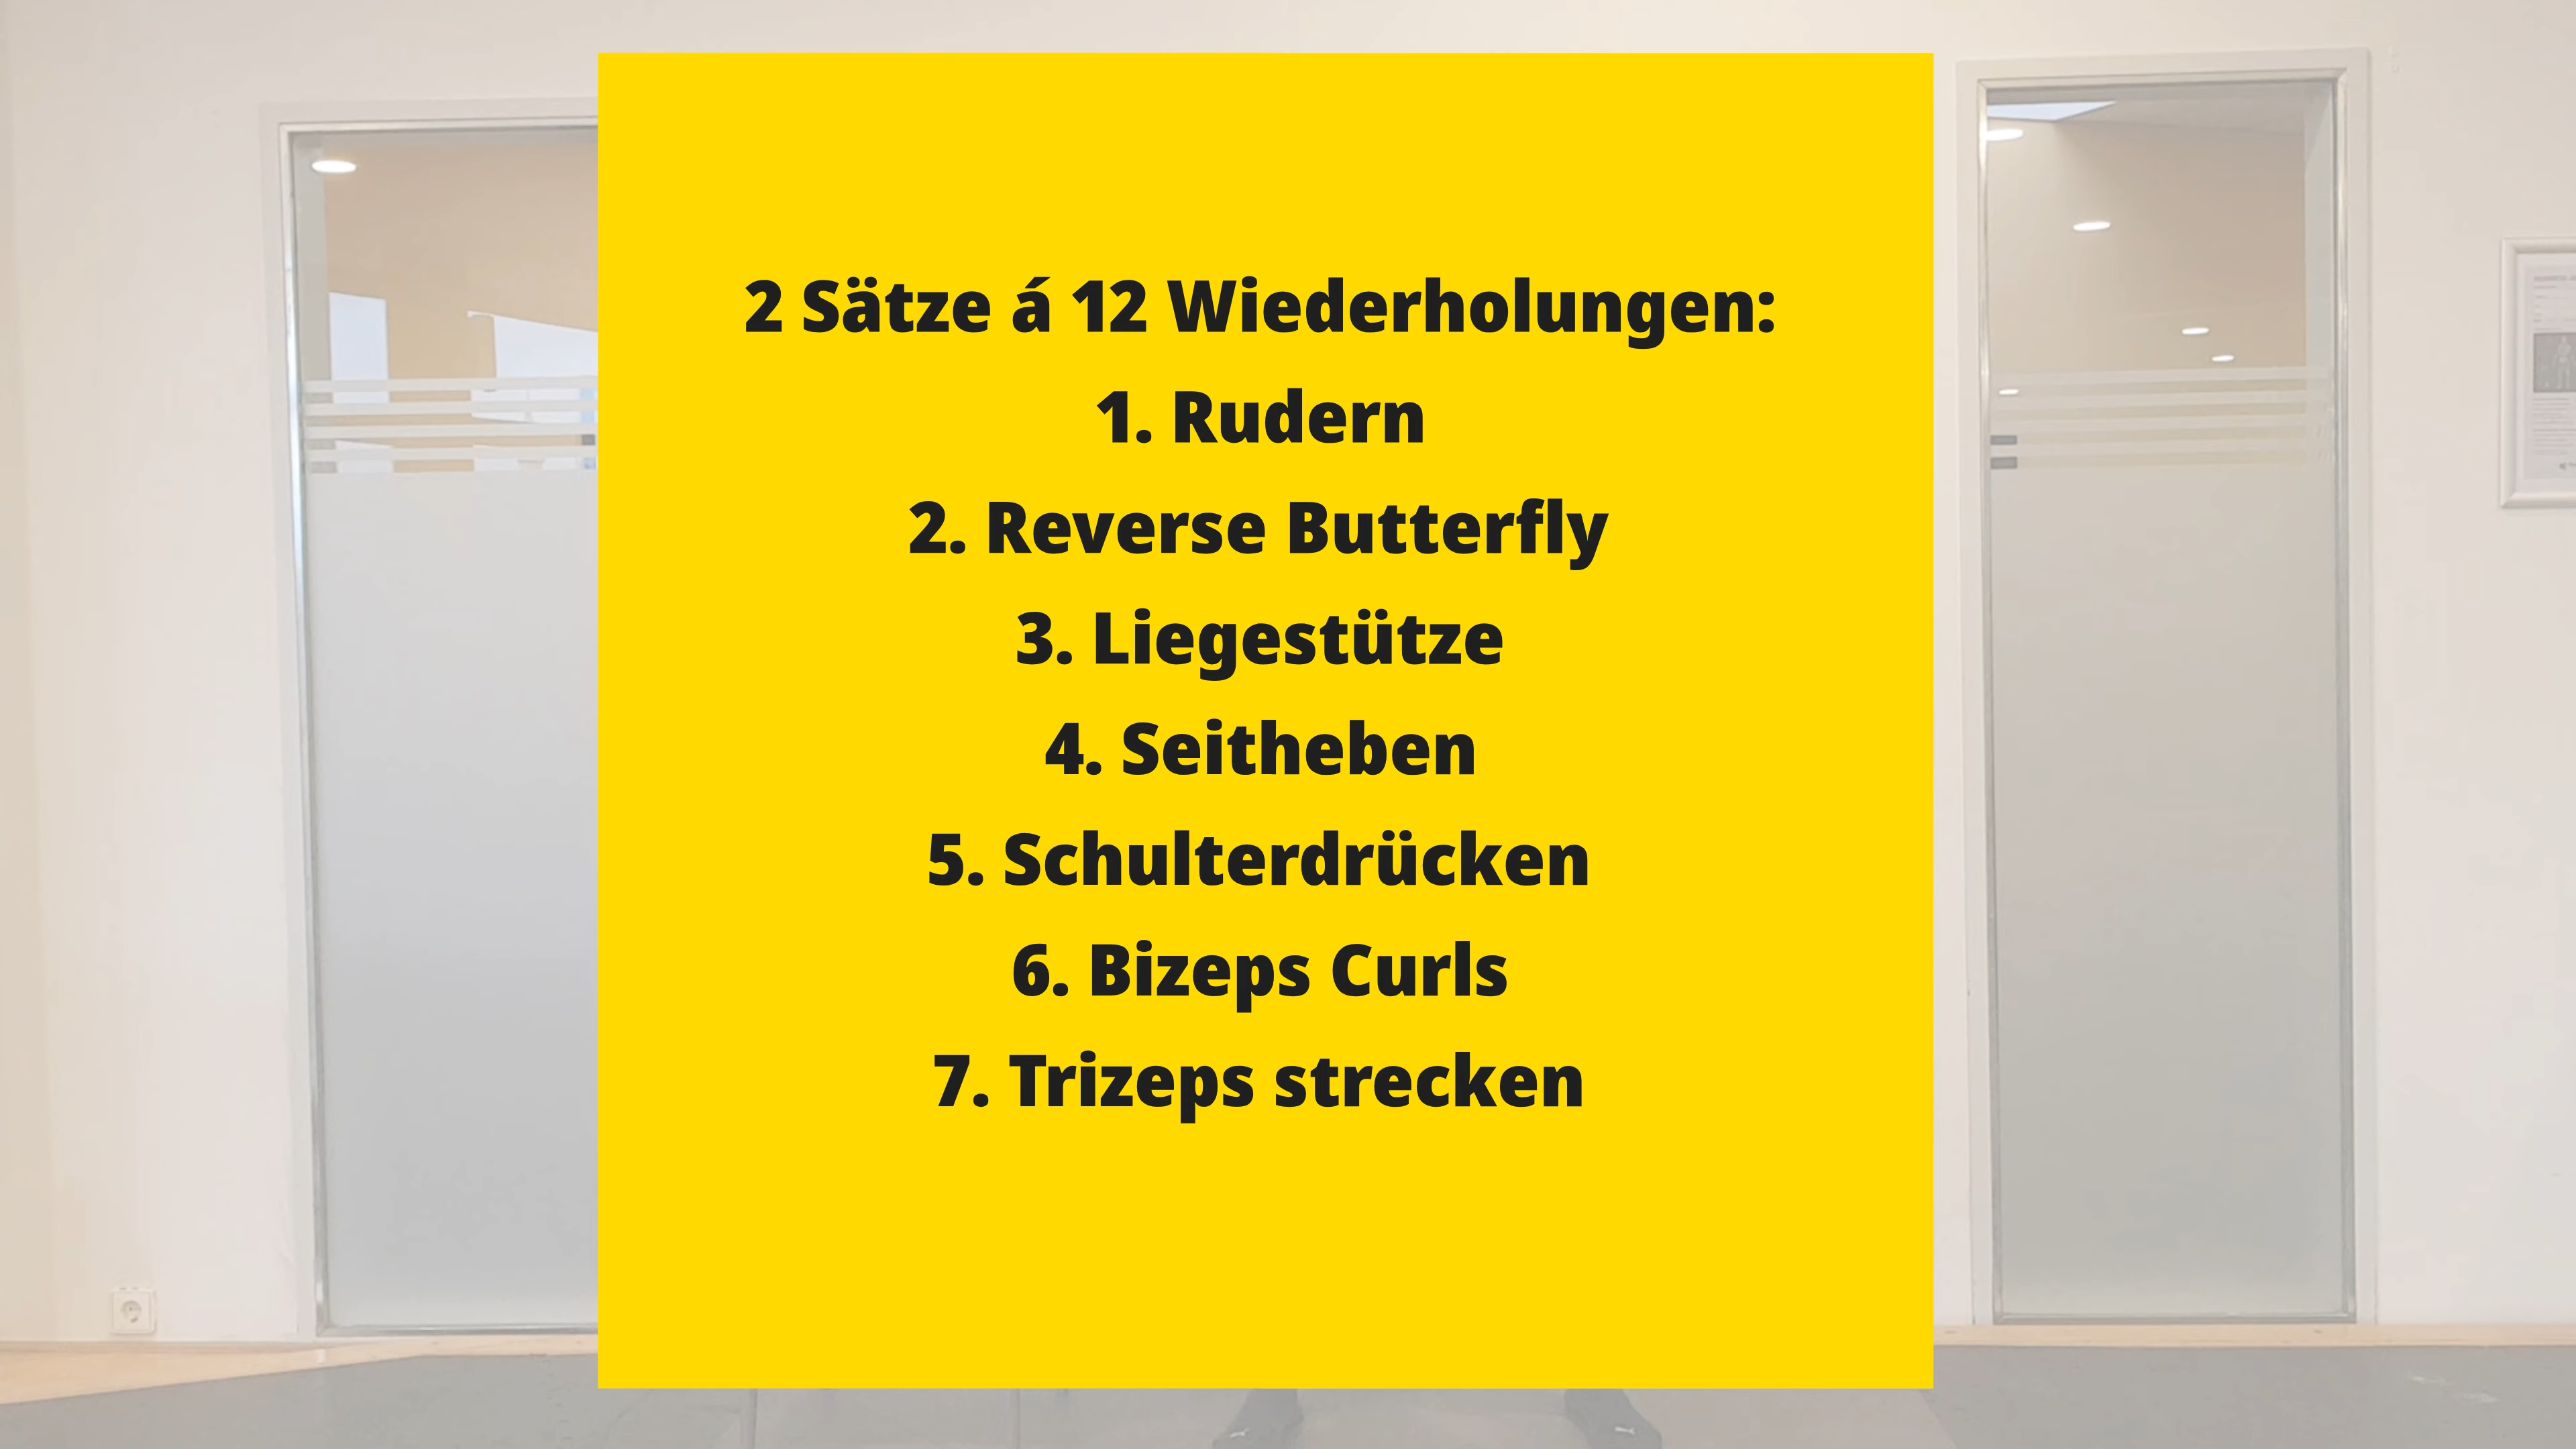 2 Sätze á 12 Wiederholungen:
1. Rudern
2. Reverse Butterfly
3. Liegestütze
4. Seitheben
5. Schulterdrücken
6. Bizeps Curls
7. Trizeps strecken